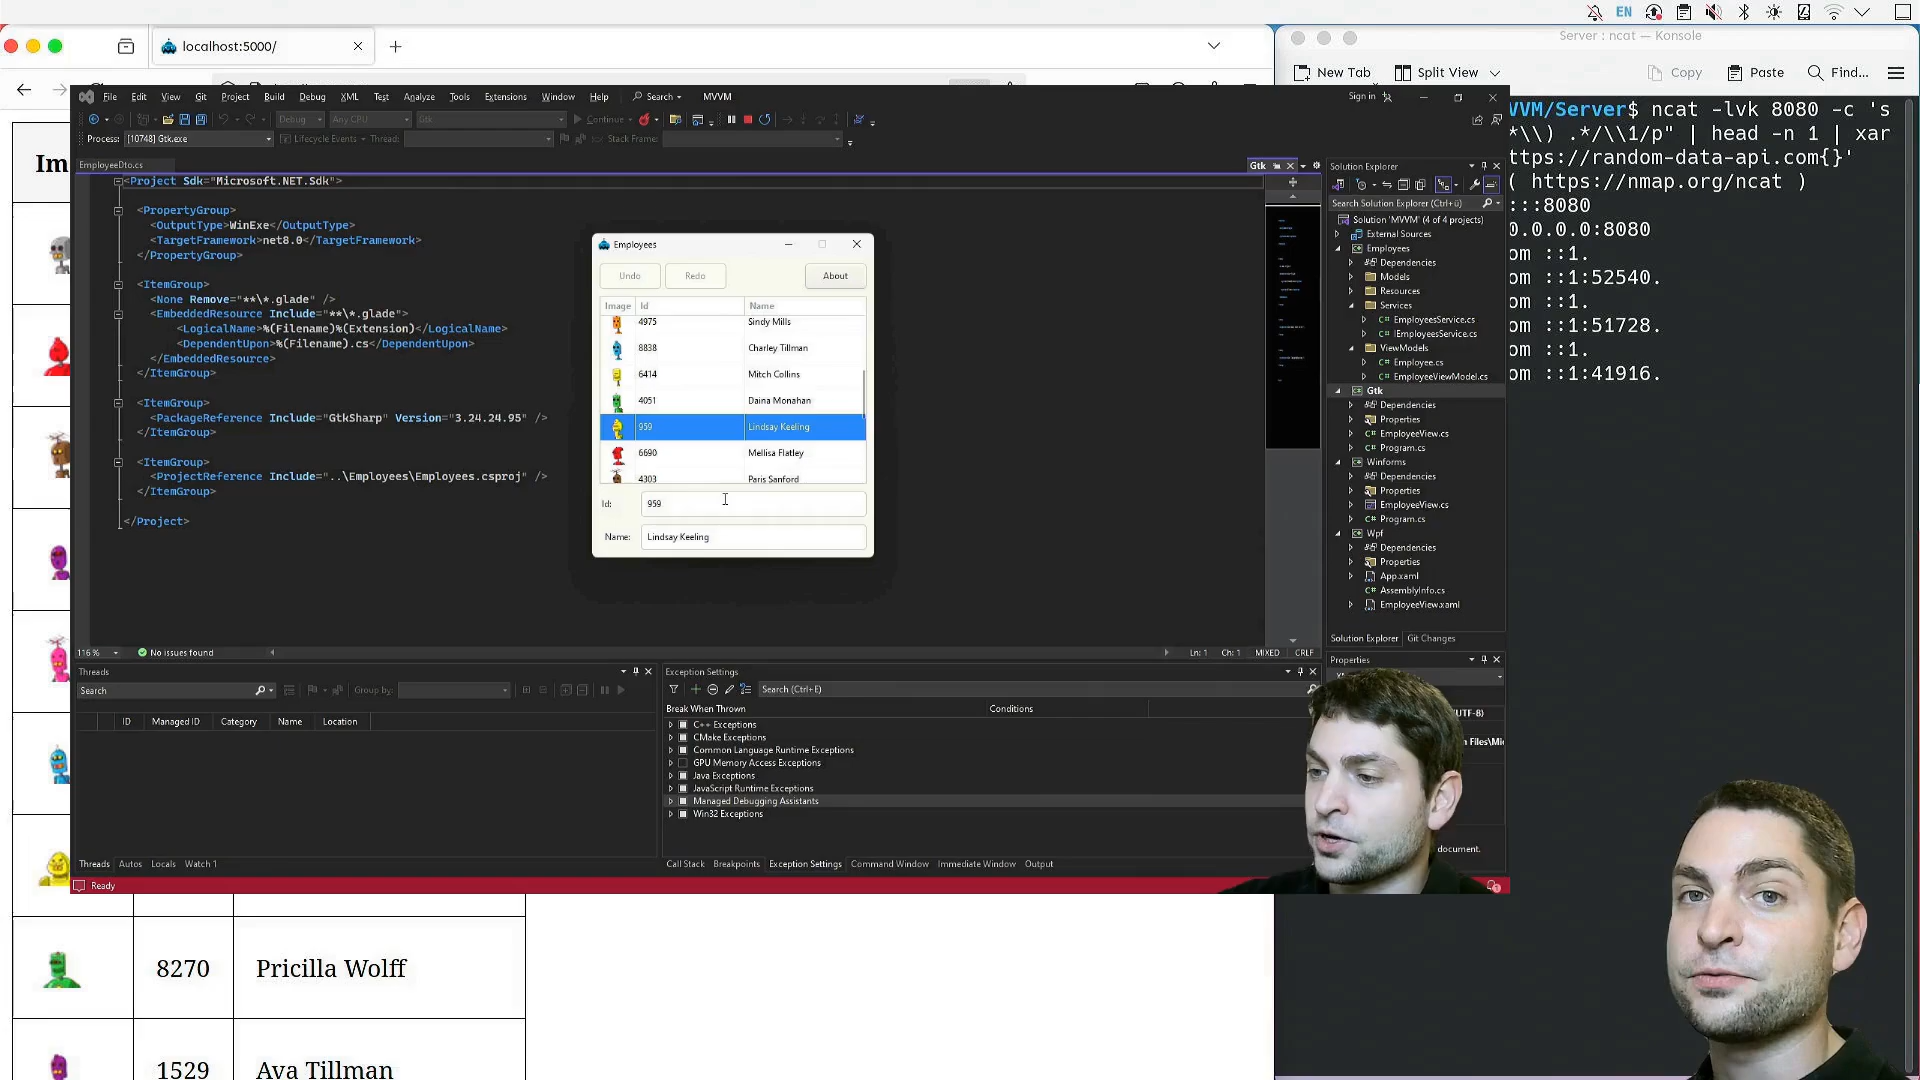 EN
localhost:5000/
Server : ncat — Konsole
New Tab
Split View
Copy
Paste
Find...
File Edit View Git Project Build Debug XML Test Analyze Tools Extensions Window Help Search MVVM
Sign in
Debug Any CPU Gtk Continue
Process: [10748] Gtk.exe Lifecycle Events Thread: Stack Frame:
EmployeeDto.cs
Gtk
<Project Sdk="Microsoft.NET.Sdk">
<PropertyGroup>
<OutputType>WinExe</OutputType>
<TargetFramework>net8.0</TargetFramework>
</PropertyGroup>
<ItemGroup>
<None Remove="**\*.glade" />
<EmbeddedResource Include="**\*.glade">
<LogicalName>%(Filename)%(Extension)</LogicalName>
<DependentUpon>%(Filename).cs</DependentUpon>
</EmbeddedResource>
</ItemGroup>
<ItemGroup>
<PackageReference Include="GtkSharp" Version="3.24.24.95" />
</ItemGroup>
<ItemGroup>
<ProjectReference Include="..\Employees\Employees.csproj" />
</ItemGroup>
</Project>
Employees
Undo Redo About
Image Id Name
4975 Sindy Mills
8838 Charley Tillman
6414 Mitch Collins
4051 Daina Monahan
959 Lindsay Keeling
6690 Mellisa Flatley
4303 Paris Sanford
Id: 959
Name: Lindsay Keeling
Solution Explorer
Search Solution Explorer (Ctrl+ü)
Solution 'MVVM' (4 of 4 projects)
External Sources
Employees
Dependencies
Models
Resources
Services
EmployeesService.cs
IEmployeesService.cs
ViewModels
Employee.cs
EmployeeViewModel.cs
Gtk
Dependencies
Properties
EmployeeView.cs
Program.cs
Winforms
Dependencies
Properties
EmployeeView.cs
Program.cs
Wpf
Dependencies
Properties
App.xaml
AssemblyInfo.cs
EmployeeView.xaml
Solution Explorer Git Changes
116 % No issues found
Ln: 1 Ch: 1 MIXED CRLF
Threads
Search
Group by:
ID Managed ID Category Name Location
Threads Autos Locals Watch 1
Exception Settings
Search (Ctrl+E)
Break When Thrown Conditions
C++ Exceptions
CMake Exceptions
Common Language Runtime Exceptions
GPU Memory Access Exceptions
Java Exceptions
JavaScript Runtime Exceptions
Managed Debugging Assistants
Win32 Exceptions
Call Stack Breakpoints Exception Settings Command Window Immediate Window Output
Properties
UTF-8)
n Files\Mic
document.
Ready
VVM/Server$ ncat -lvk 8080 -c 's
*\\) .*/\\1/p" | head -n 1 | xar
ttps://random-data-api.com{}'
( https://nmap.org/ncat )
:::8080
0.0.0.0:8080
om ::1.
om ::1:52540.
om ::1.
om ::1:51728.
om ::1.
om ::1:41916.
Im
8270 Pricilla Wolff
1529 Ava Tillman